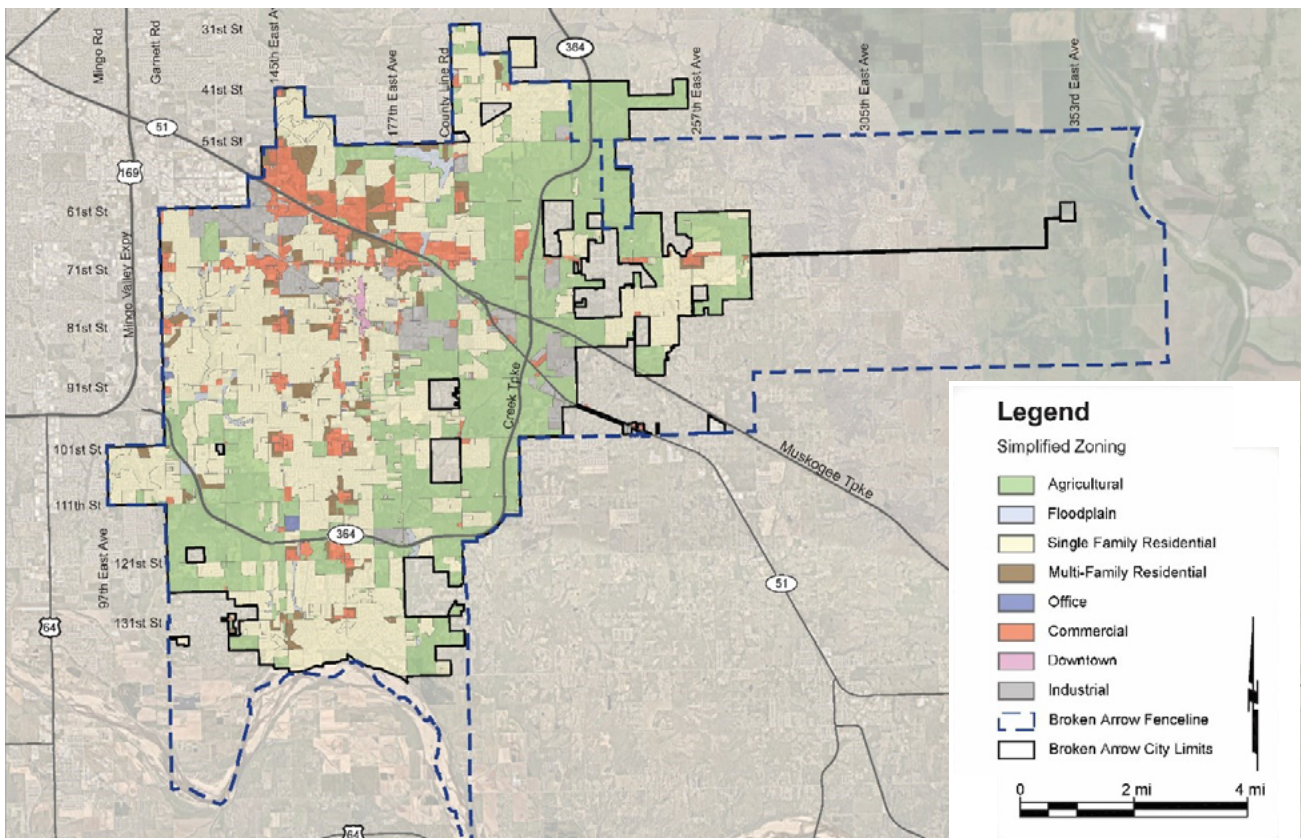 31st St
41st St
51st St
61st St
71st St
81st St
91st St
101st St
111th St
121st St
131st St
Mingo Rd
Garnett Rd
145th East Av
177th East Ave
County Line Rd
257th East Ave
305th East Ave
353rd East Ave
97th East Ave
Mingo Valley Expy
Creek Tpke
Muskogee Tpke
51
169
364
364
51
64
64
Legend
Simplified Zoning
Agricultural
Floodplain
Single Family Residential
Multi-Family Residential
Office
Commercial
Downtown
Industrial
Broken Arrow Fenceline
Broken Arrow City Limits
0 2 mi 4 mi